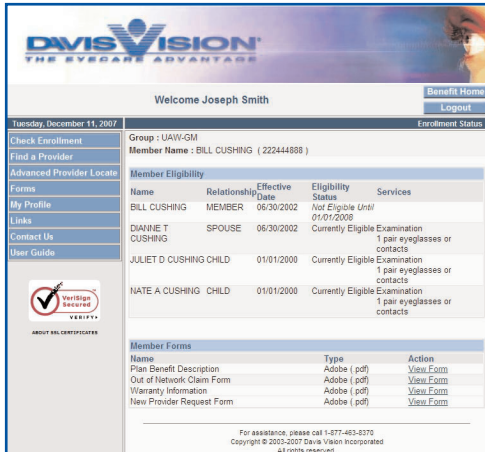 DAVIS VISION
THE EYECARE ADVANTAGE
Welcome Joseph Smith
Benefit Home
Logout
Tuesday, December 11, 2007
Enrollment Status
Check Enrollment
Find a Provider
Advanced Provider Locate
Forms
My Profile
Links
Contact Us
User Guide
VeriSign
Secured
VERIFY
ABOUT SSL CERTIFICATES
Group : UAW-GM
Member Name : BILL CUSHING ( 222444888 )
Member Eligibility
Name Relationship Effective Date Eligibility Status Services
BILL CUSHING MEMBER 06/30/2002 Not Eligible Until 01/01/2008
DIANNE T CUSHING SPOUSE 06/30/2002 Currently Eligible Examination
1 pair eyeglasses or
contacts
JULIET D CUSHING CHILD 01/01/2000 Currently Eligible Examination
1 pair eyeglasses or
contacts
NATE A CUSHING CHILD 01/01/2000 Currently Eligible Examination
1 pair eyeglasses or
contacts
Member Forms
Name Type Action
Plan Benefit Description Adobe (.pdf) View Form
Out of Network Claim Form Adobe (.pdf) View Form
Warranty Information Adobe (.pdf) View Form
New Provider Request Form Adobe (.pdf) View Form
For assistance, please call 1-877-463-8370
Copyright © 2003-2007 Davis Vision Incorporated
All rights reserved